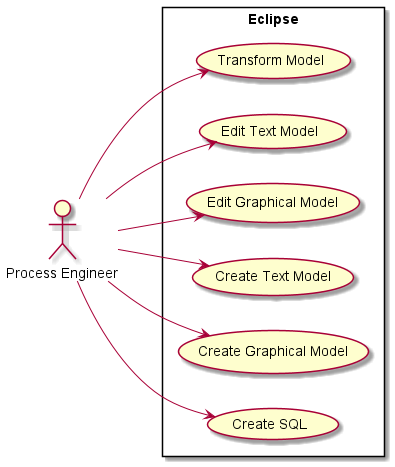 Eclipse
Transform Model
Edit Text Model
Edit Graphical Model
Process Engineer
Create Text Model
Create Graphical Model
Create SQL